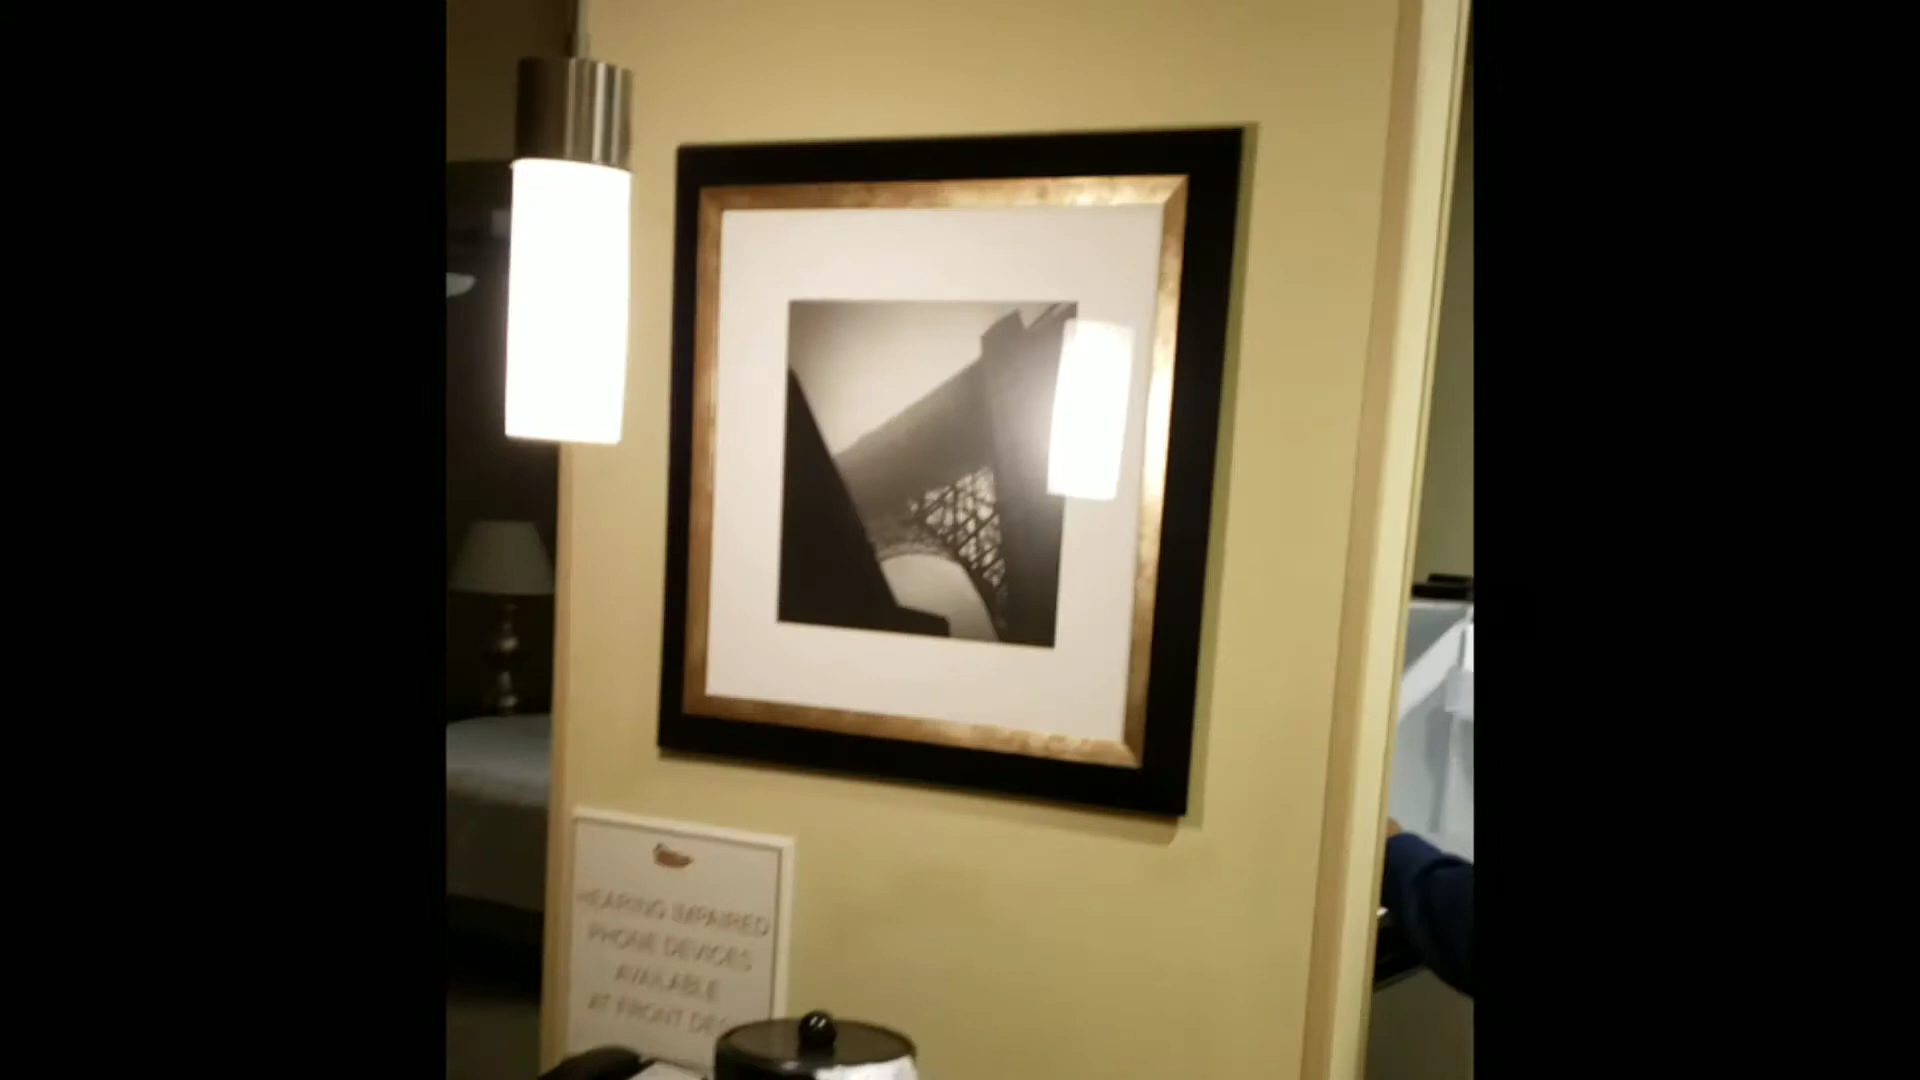 HEARING IMPAIRED
PHONE DEVICES
AVAILABLE
AT FRONT